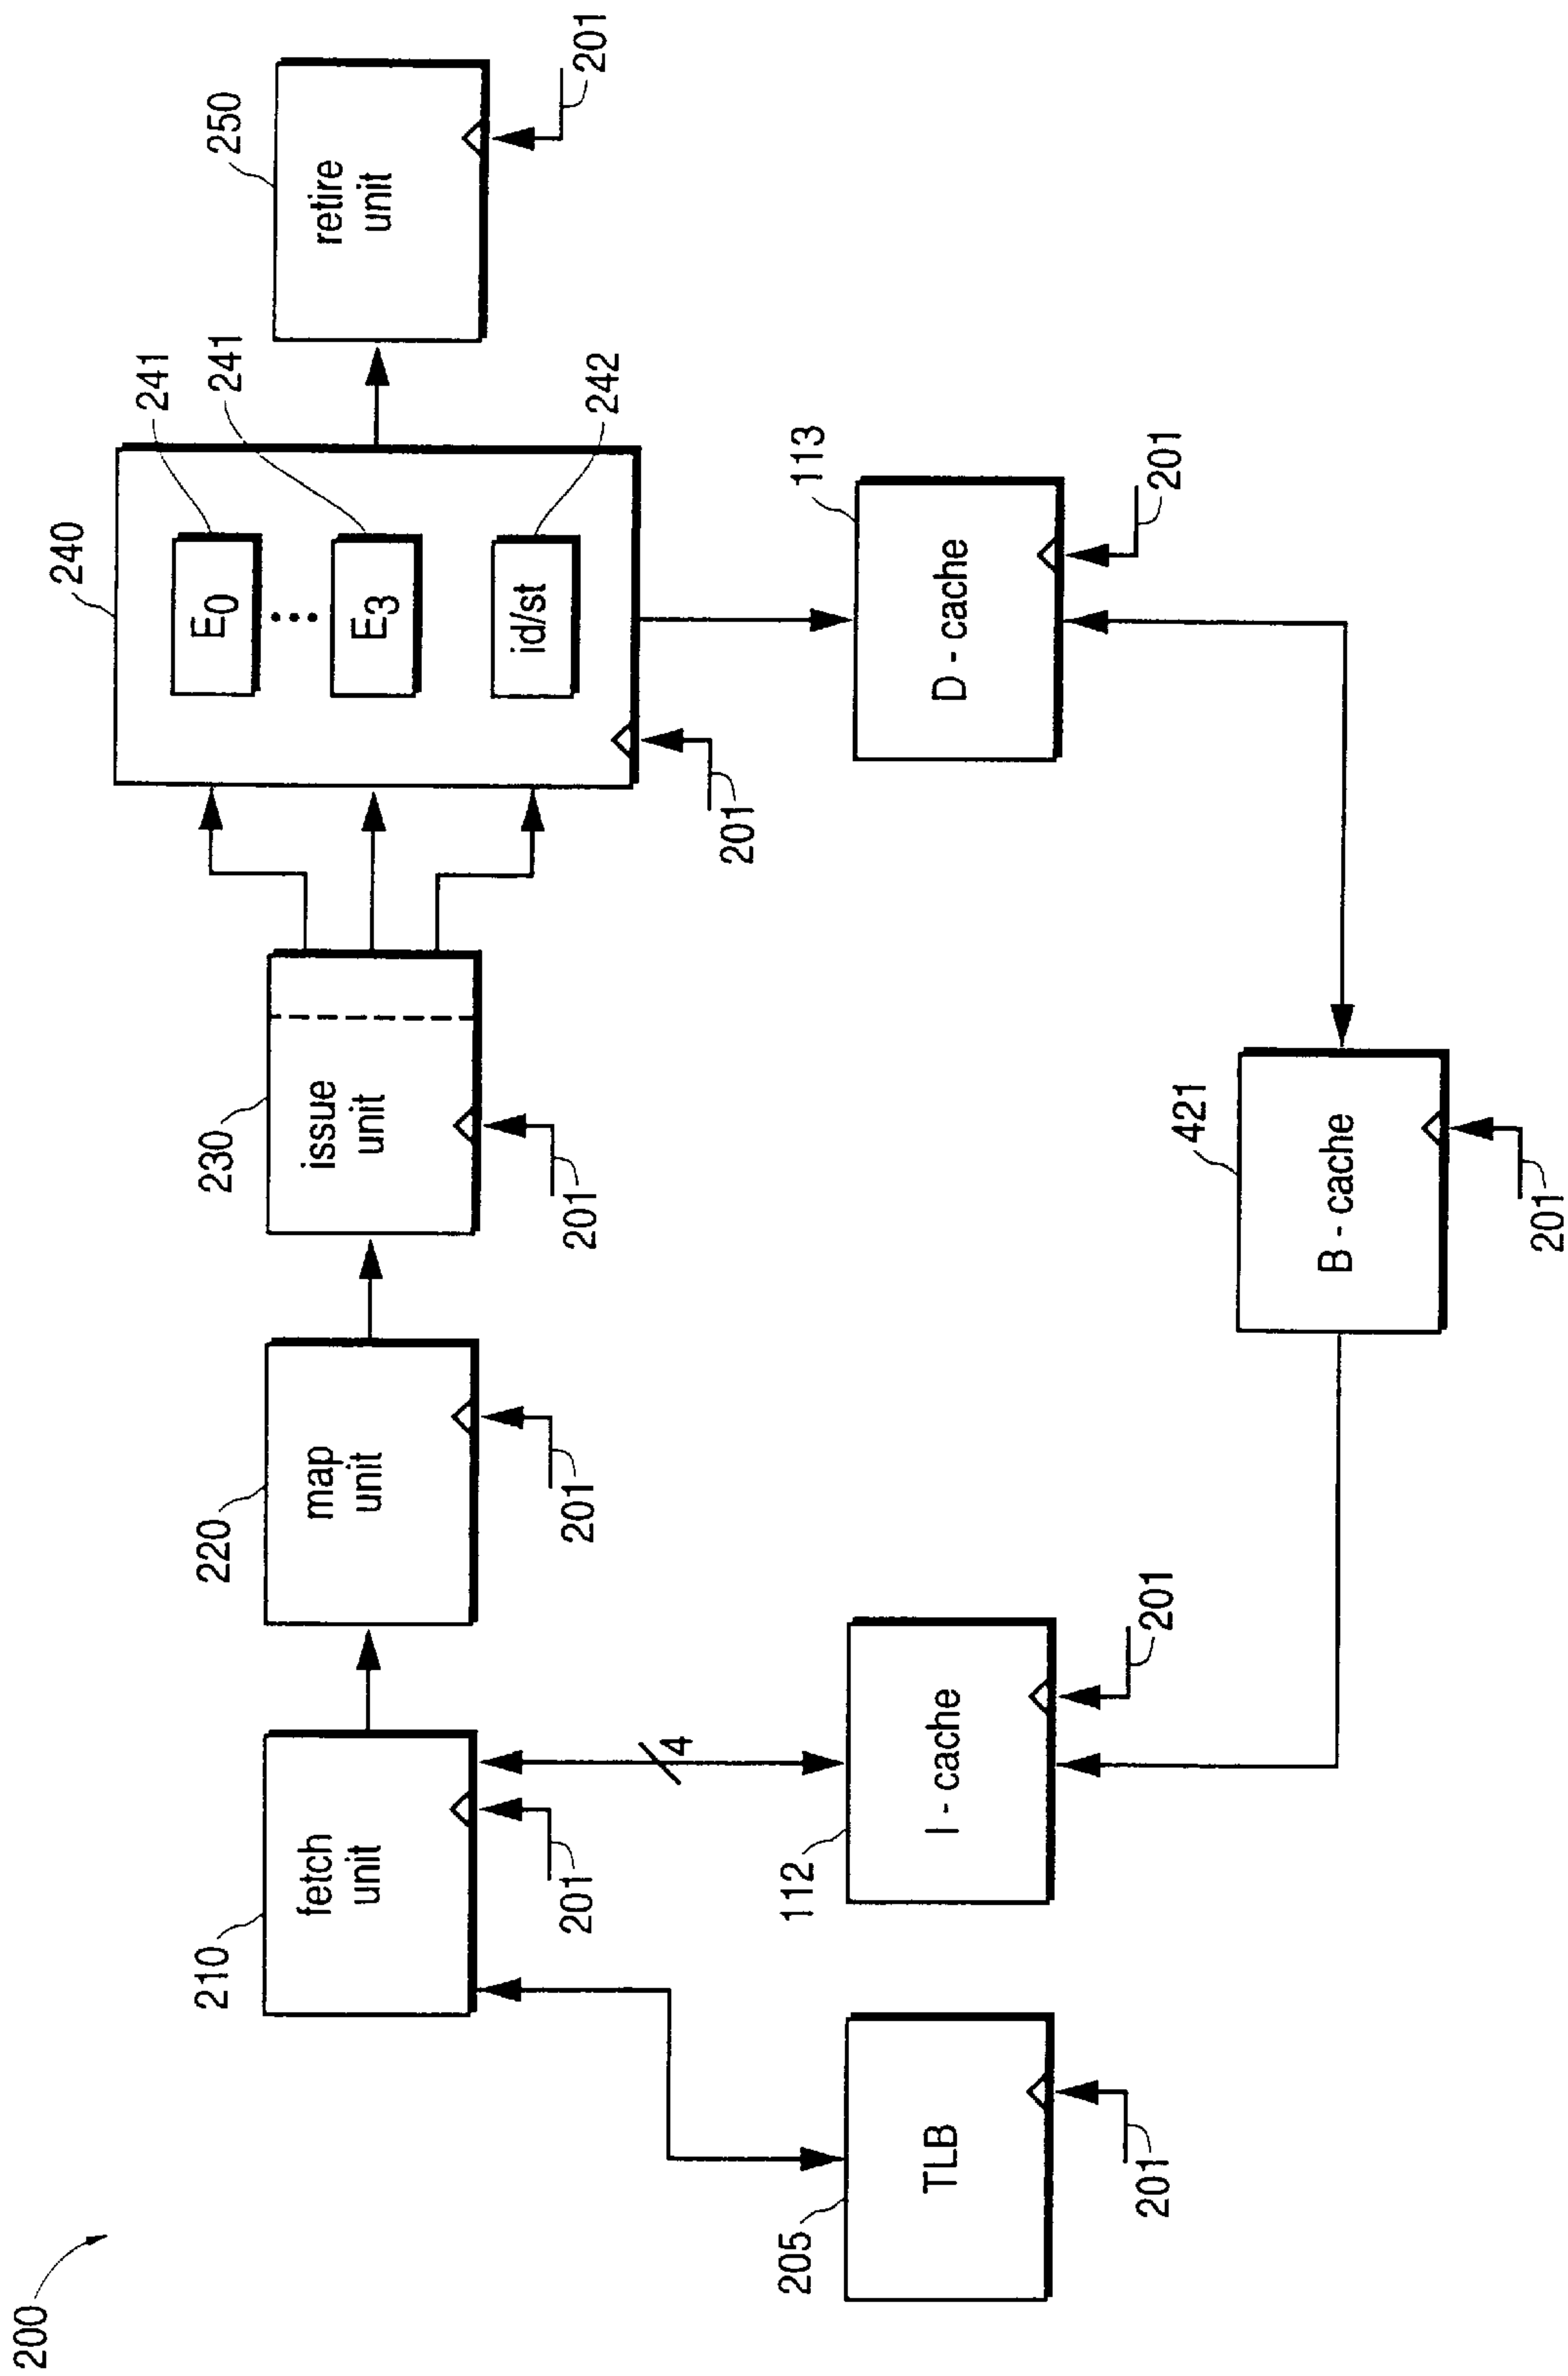 200
210
fetch
unit
201
220
map
unit
201
230
issue
unit
201
240
E0
241
...
E3
241
id/st
242
201
250
retire
unit
201
4
205
TLB
201
112
I - cache
201
113
D - cache
201
421
B - cache
201